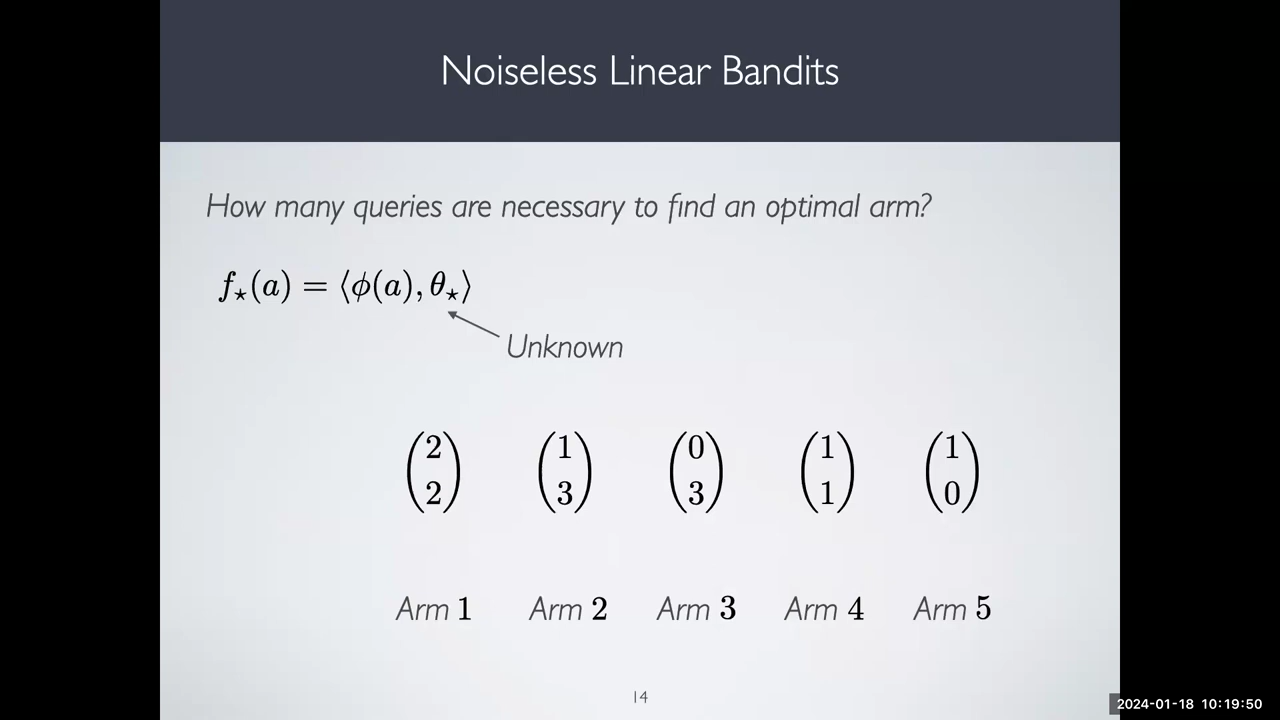 Noiseless Linear Bandits
How many queries are necessary to find an optimal arm?
f⋆(a) = ⟨ϕ(a), θ⋆⟩
Unknown
(2 2) (1 3) (0 3) (1 1) (1 0)
Arm 1 Arm 2 Arm 3 Arm 4 Arm 5
14
2024-01-18 10:19:50